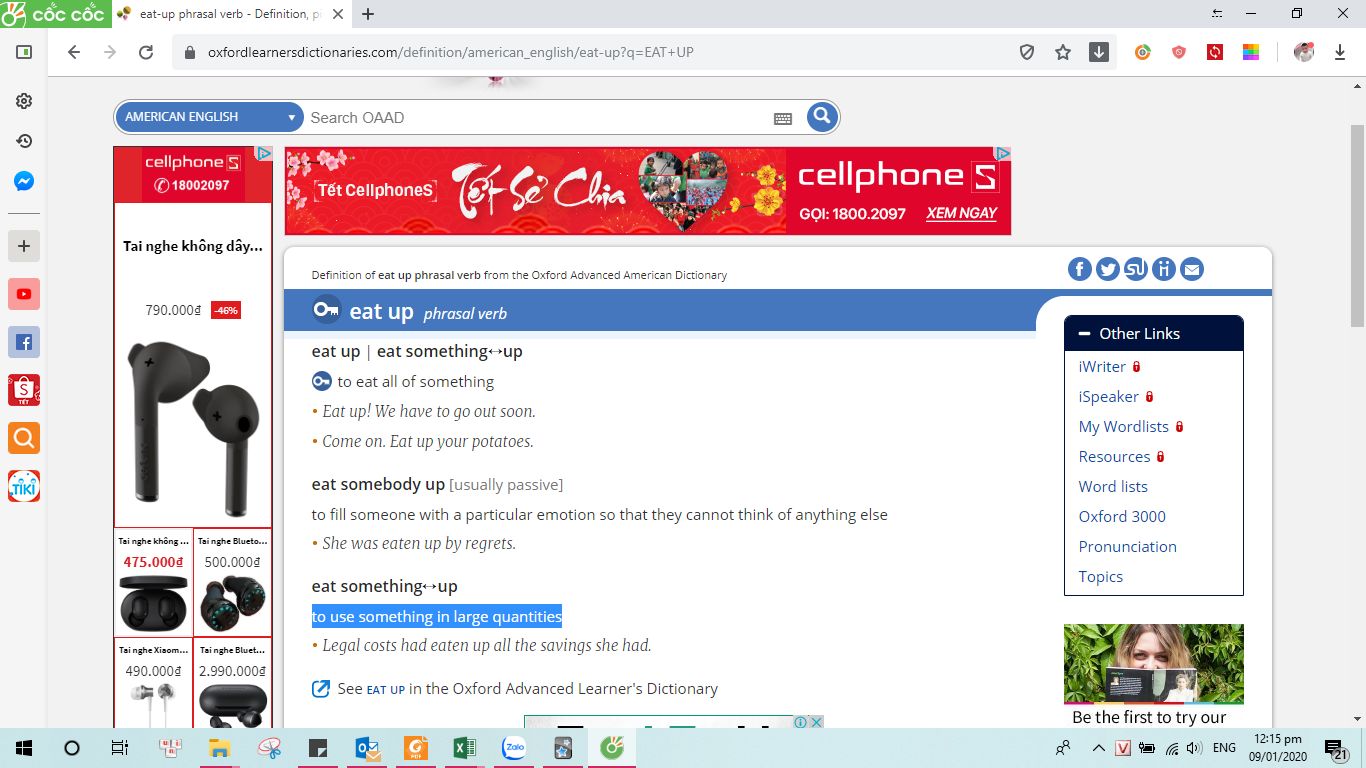 cốc cốc
eat-up phrasal verb - Definition, p
oxfordlearnersdictionaries.com/definition/american_english/eat-up?q=EAT+UP
AMERICAN ENGLISH
Search OAAD
cellphoneS
18002097
Tai nghe không dây...
790.000₫ -46%
Tai nghe không ...
475.000₫
Tai nghe Blueto...
500.000₫
Tai nghe Xiaom...
490.000₫
Tai nghe Bluet...
2.990.000₫
Tết CellphoneS
Tết Sẻ Chia
cellphoneS
GỌI: 1800.2097 XEM NGAY
Definition of eat up phrasal verb from the Oxford Advanced American Dictionary
eat up phrasal verb
eat up | eat something↔up
to eat all of something
• Eat up! We have to go out soon.
• Come on. Eat up your potatoes.
eat somebody up [usually passive]
to fill someone with a particular emotion so that they cannot think of anything else
• She was eaten up by regrets.
eat something↔up
to use something in large quantities
• Legal costs had eaten up all the savings she had.
See EAT UP in the Oxford Advanced Learner's Dictionary
Other Links
iWriter
iSpeaker
My Wordlists
Resources
Word lists
Oxford 3000
Pronunciation
Topics
Be the first to try our
TẾT
TIKI
PDF
Zalo
ENG
12:15 pm
09/01/2020
21